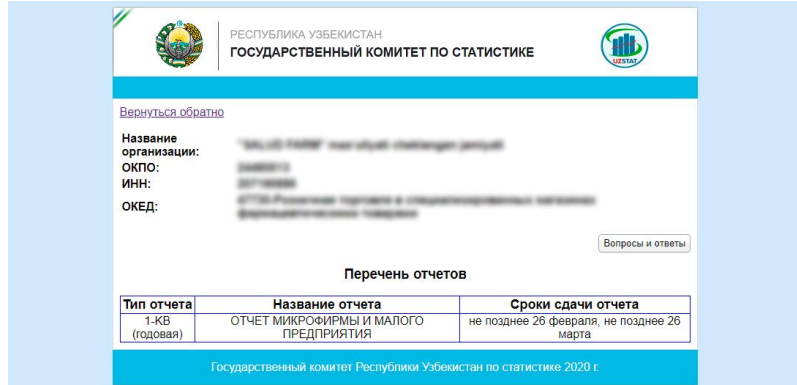 РЕСПУБЛИКА УЗБЕКИСТАН
ГОСУДАРСТВЕННЫЙ КОМИТЕТ ПО СТАТИСТИКЕ
UZSTAT
Вернуться обратно
Название
организации:
ОКПО:
ИНН:
ОКЕД:
Вопросы и ответы
Перечень отчетов
Тип отчета Название отчета Сроки сдачи отчета
1-КВ ОТЧЕТ МИКРОФИРМЫ И МАЛОГО не позднее 26 февраля, не позднее 26
(годовая) ПРЕДПРИЯТИЯ марта
Государственный комитет Республики Узбекистан по статистике 2020 г.